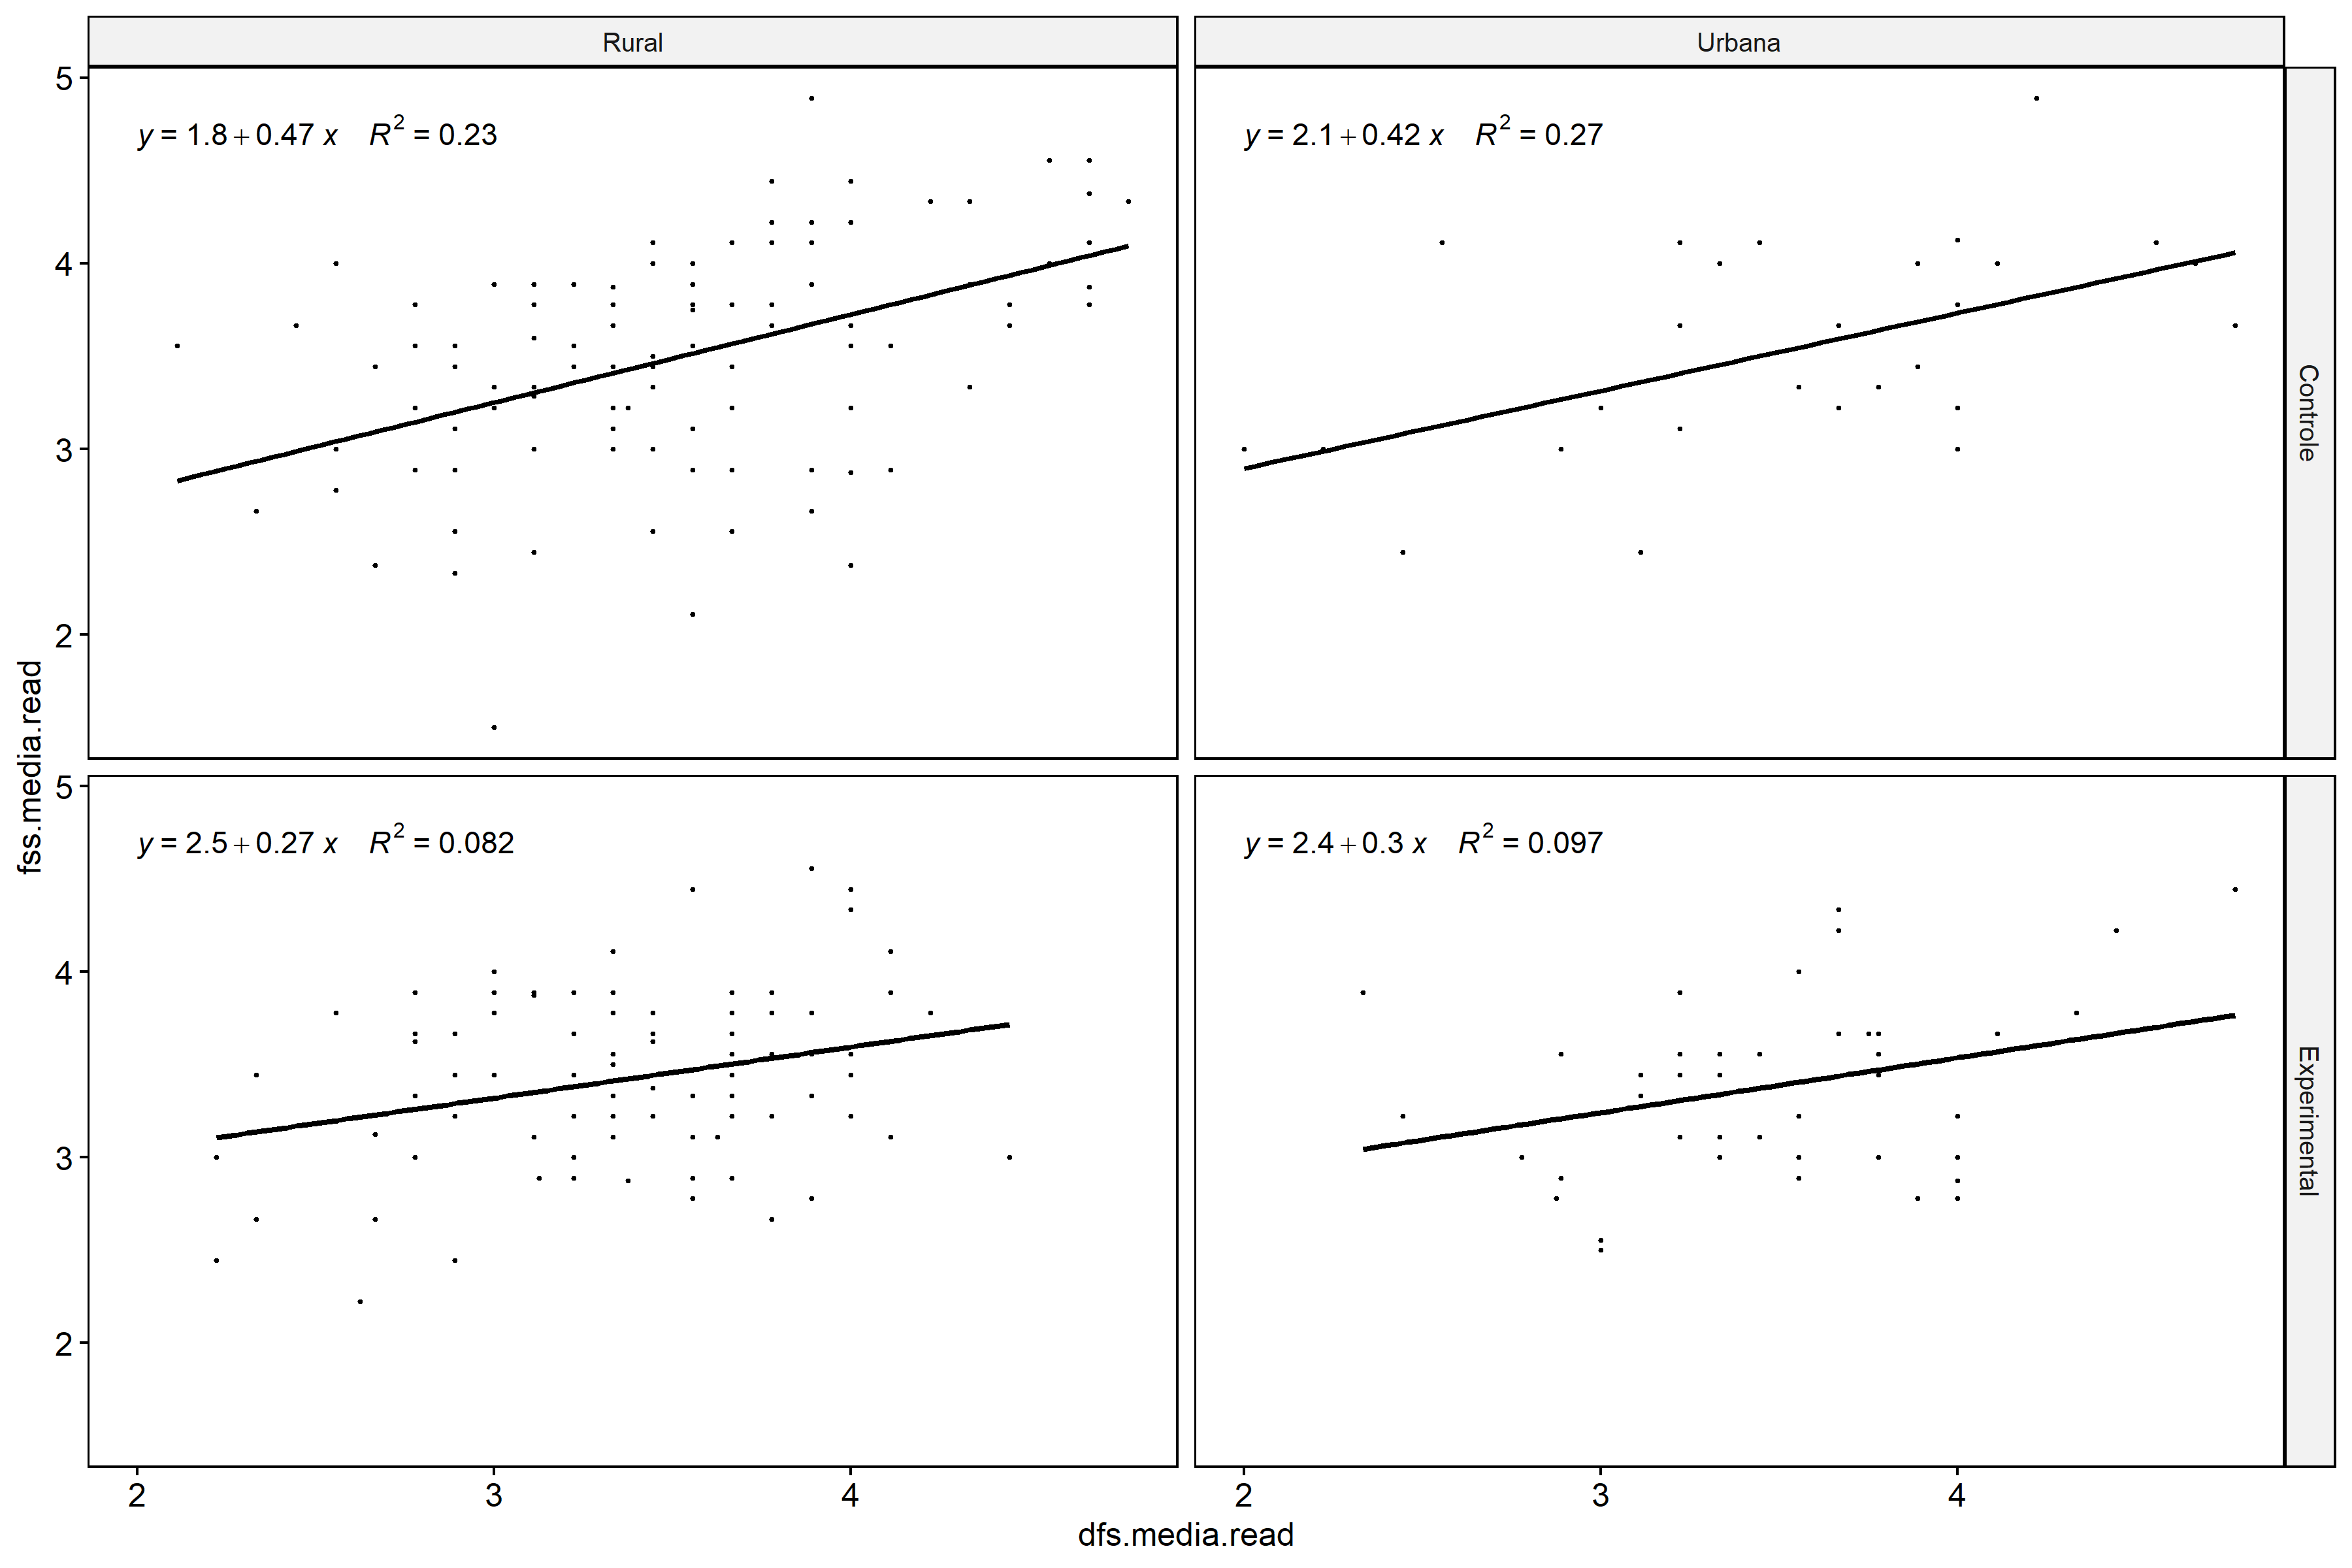 Rural
Urbana
5
4
3
2
y = 1.8 + 0.47 x R² = 0.23
y = 2.1 + 0.42 x R² = 0.27
Controle
fss.media.read
5
4
3
2
y = 2.5 + 0.27 x R² = 0.082
y = 2.4 + 0.3 x R² = 0.097
Experimental
2 3 4
2 3 4
dfs.media.read